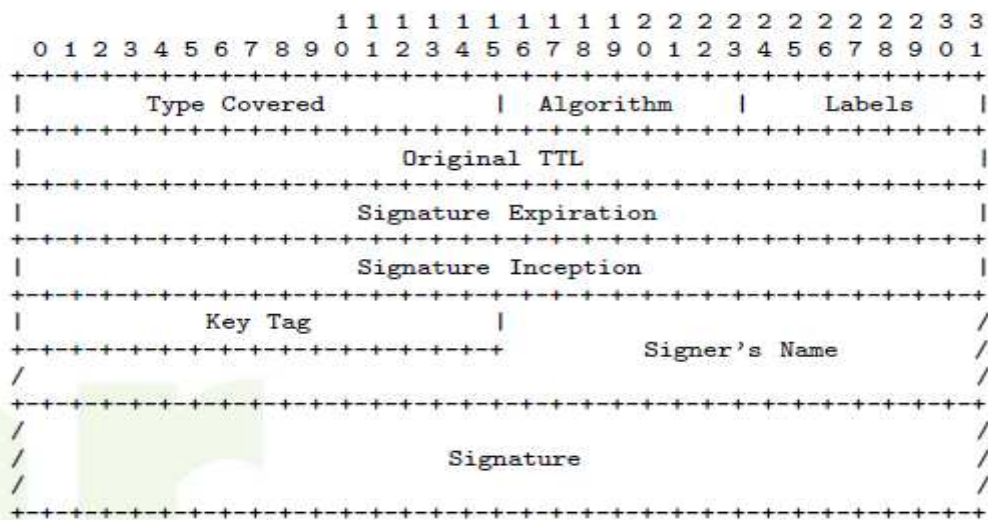 1 1 1 1 1 1 1 1 1 1 2 2 2 2 2 2 2 2 2 2 3 3
0 1 2 3 4 5 6 7 8 9 0 1 2 3 4 5 6 7 8 9 0 1 2 3 4 5 6 7 8 9 0 1
+-+-+-+-+-+-+-+-+-+-+-+-+-+-+-+-+-+-+-+-+-+-+-+-+-+-+-+-+-+-+-+-+
| Type Covered | Algorithm | Labels |
+-+-+-+-+-+-+-+-+-+-+-+-+-+-+-+-+-+-+-+-+-+-+-+-+-+-+-+-+-+-+-+-+
| Original TTL |
+-+-+-+-+-+-+-+-+-+-+-+-+-+-+-+-+-+-+-+-+-+-+-+-+-+-+-+-+-+-+-+-+
| Signature Expiration |
+-+-+-+-+-+-+-+-+-+-+-+-+-+-+-+-+-+-+-+-+-+-+-+-+-+-+-+-+-+-+-+-+
| Signature Inception |
+-+-+-+-+-+-+-+-+-+-+-+-+-+-+-+-+-+-+-+-+-+-+-+-+-+-+-+-+-+-+-+-+
| Key Tag | /
+-+-+-+-+-+-+-+-+-+-+-+-+-+-+-+-+ Signer's Name /
/ /
+-+-+-+-+-+-+-+-+-+-+-+-+-+-+-+-+-+-+-+-+-+-+-+-+-+-+-+-+-+-+-+-+
/ /
/ Signature /
/ /
+-+-+-+-+-+-+-+-+-+-+-+-+-+-+-+-+-+-+-+-+-+-+-+-+-+-+-+-+-+-+-+-+